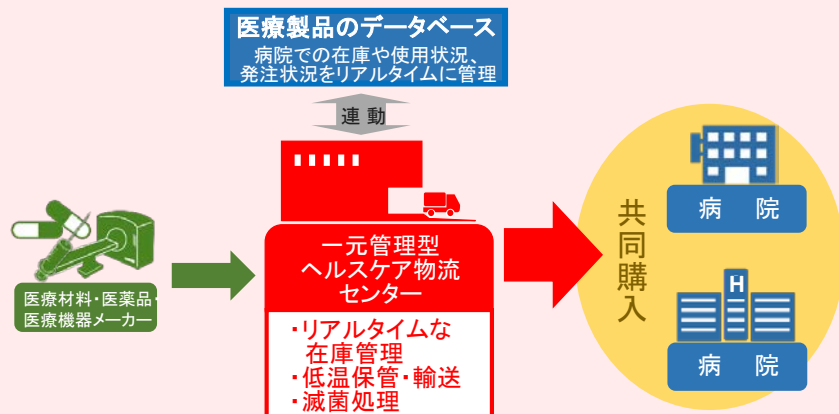 医療製品のデータベース
病院での在庫や使用状況、
発注状況をリアルタイムに管理
連 動
医療材料・医薬品・
医療機器メーカー
一元管理型
ヘルスケア物流
センター
・リアルタイムな
在庫管理
・低温保管・輸送
・滅菌処理
共同購入
病 院
H
病 院